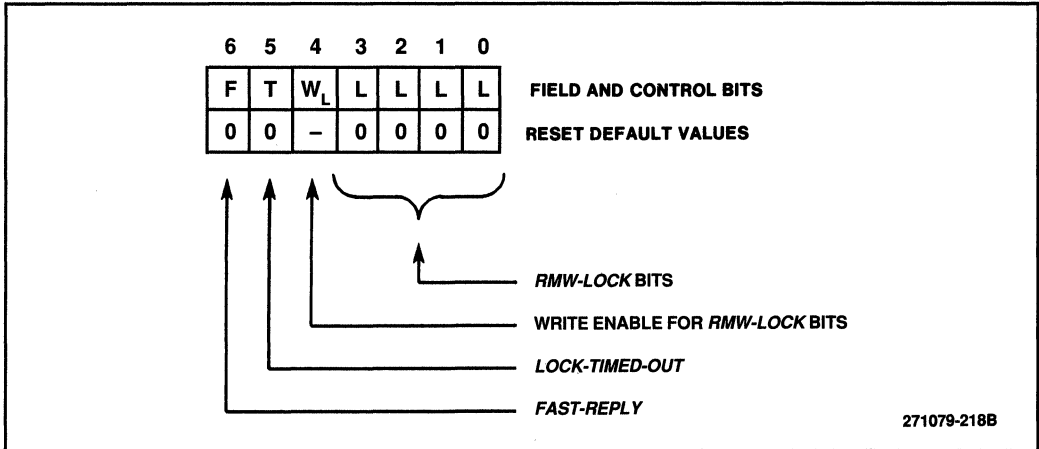 6 5 4 3 2 1 0
F T W_L L L L L FIELD AND CONTROL BITS
0 0 – 0 0 0 0 RESET DEFAULT VALUES
RMW-LOCK BITS
WRITE ENABLE FOR RMW-LOCK BITS
LOCK-TIMED-OUT
FAST-REPLY
271079-218B